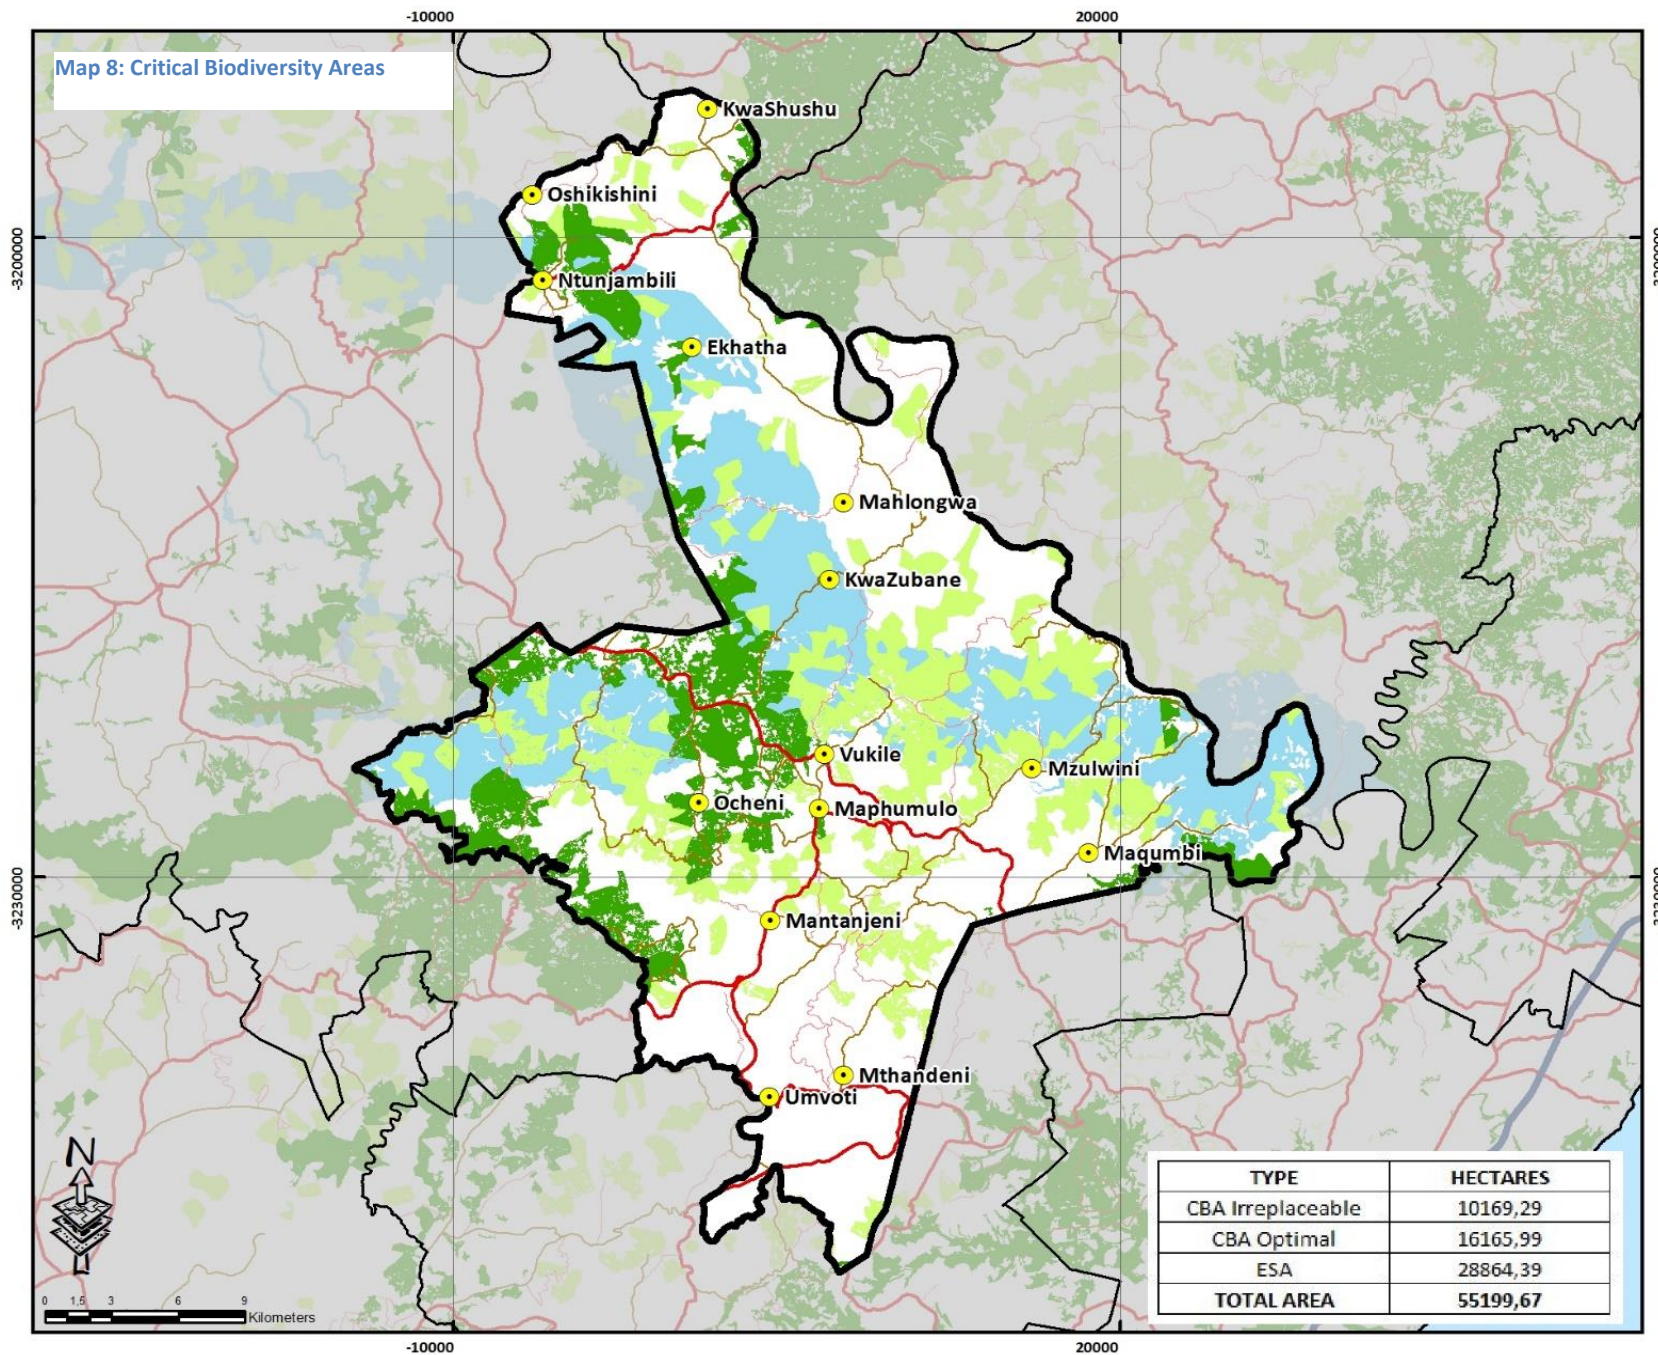 -10000
20000
Map 8: Critical Biodiversity Areas
KwaShushu
Oshikishini
Ntunjambili
Ekhatha
Mahlongwa
KwaZubane
Vukile
Mzulwini
Ocheni
Maphumulo
Maqumbi
Mantanjeni
Mthandeni
Umvoti
-3200000
-3230000
N
0 1,5 3 6 9
Kilometers
TYPE HECTARES
CBA Irreplaceable 10169,29
CBA Optimal 16165,99
ESA 28864,39
TOTAL AREA 55199,67
-10000
20000